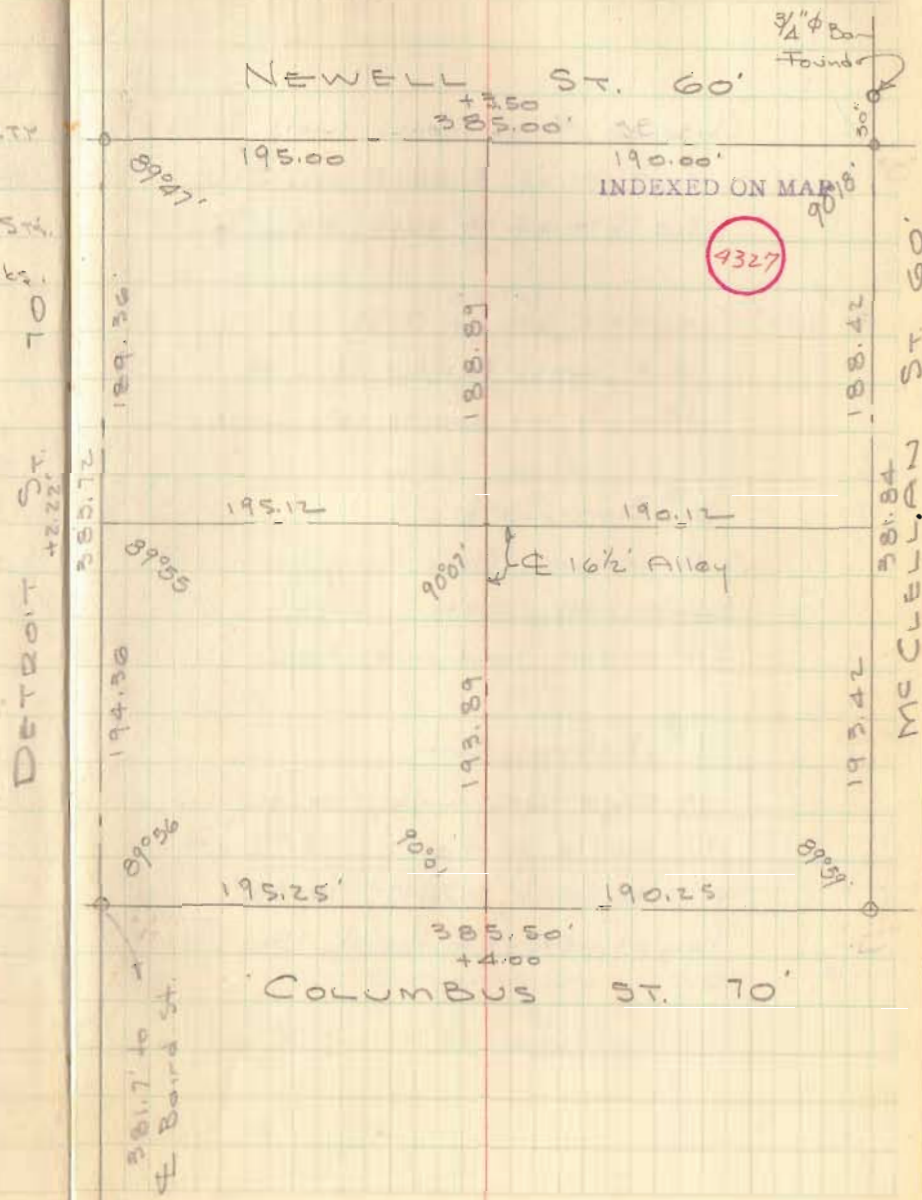 3/4"⌀ Bar
Found
NEWELL ST. 60'
+3.50
385.00'
30'
195.00
190.00'
89°47'
INDEXED ON MAP
90°18'
4327
70
189.36
188.89
188.42
McCLELLAN ST 60'
DETROIT ST.
+2.22'
383.72
381.84
195.12
190.12
89°55
90°07'
℄ 16½' Alley
194.36
193.89
193.42
89°56
90°01'
89°59'
195.25'
190.25
385.50'
+4.00
COLUMBUS ST. 70'
381.7' to
℄ Baird St.